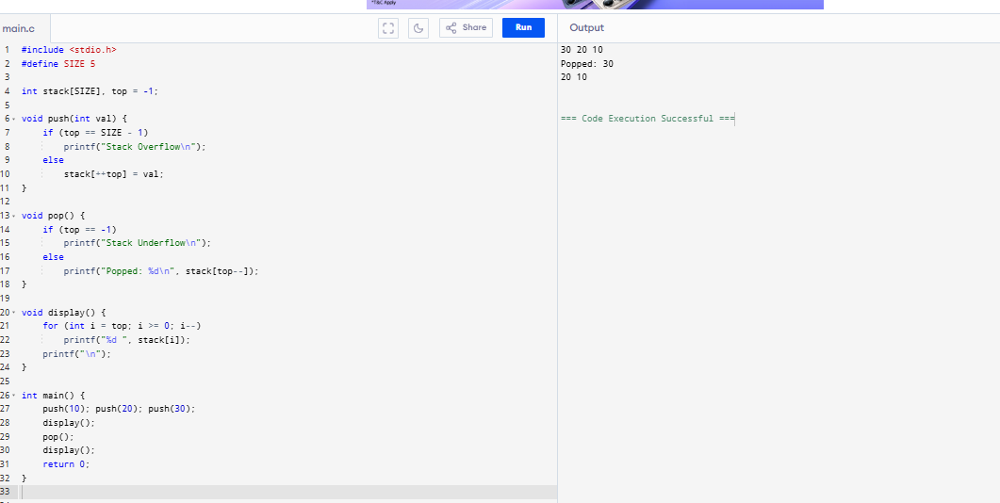 *T&C Apply
main.c
Share
Run
Output
1 #include <stdio.h>
2 #define SIZE 5
3
4 int stack[SIZE], top = -1;
5
6 void push(int val) {
7     if (top == SIZE - 1)
8         printf("Stack Overflow\n");
9     else
10         stack[++top] = val;
11 }
12
13 void pop() {
14     if (top == -1)
15         printf("Stack Underflow\n");
16     else
17         printf("Popped: %d\n", stack[top--]);
18 }
19
20 void display() {
21     for (int i = top; i >= 0; i--)
22         printf("%d ", stack[i]);
23     printf("\n");
24 }
25
26 int main() {
27     push(10); push(20); push(30);
28     display();
29     pop();
30     display();
31     return 0;
32 }
33
30 20 10
Popped: 30
20 10
=== Code Execution Successful ===